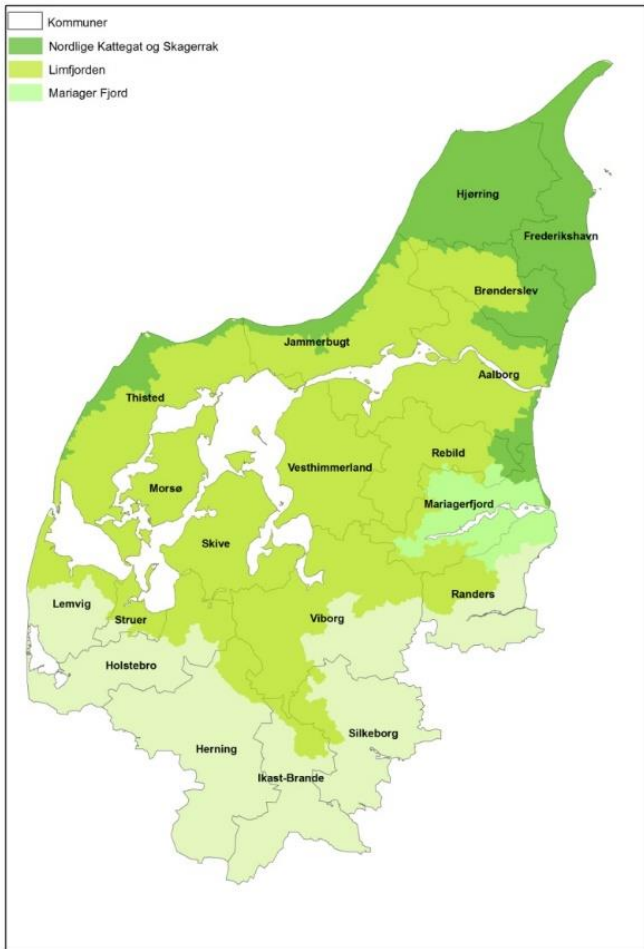 Kommuner
Nordlige Kattegat og Skagerrak
Limfjorden
Mariager Fjord
Hjørring
Frederikshavn
Brønderslev
Jammerbugt
Aalborg
Thisted
Rebild
Vesthimmerland
Morsø
Mariagerfjord
Skive
Randers
Lemvig
Struer
Viborg
Holstebro
Silkeborg
Herning
Ikast-Brande